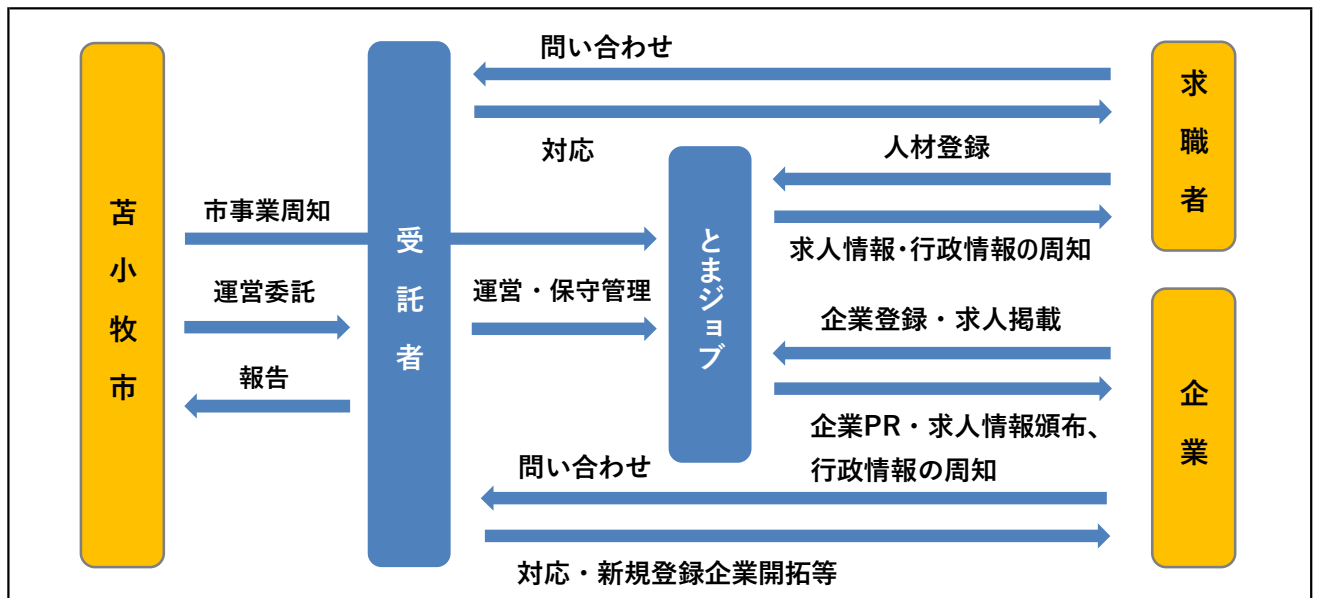 苫小牧市
受託者
とまジョブ
求職者
企業
問い合わせ
対応
人材登録
市事業周知
求人情報･行政情報の周知
運営委託
運営・保守管理
企業登録・求人掲載
報告
企業PR・求人情報頒布、
行政情報の周知
問い合わせ
対応・新規登録企業開拓等